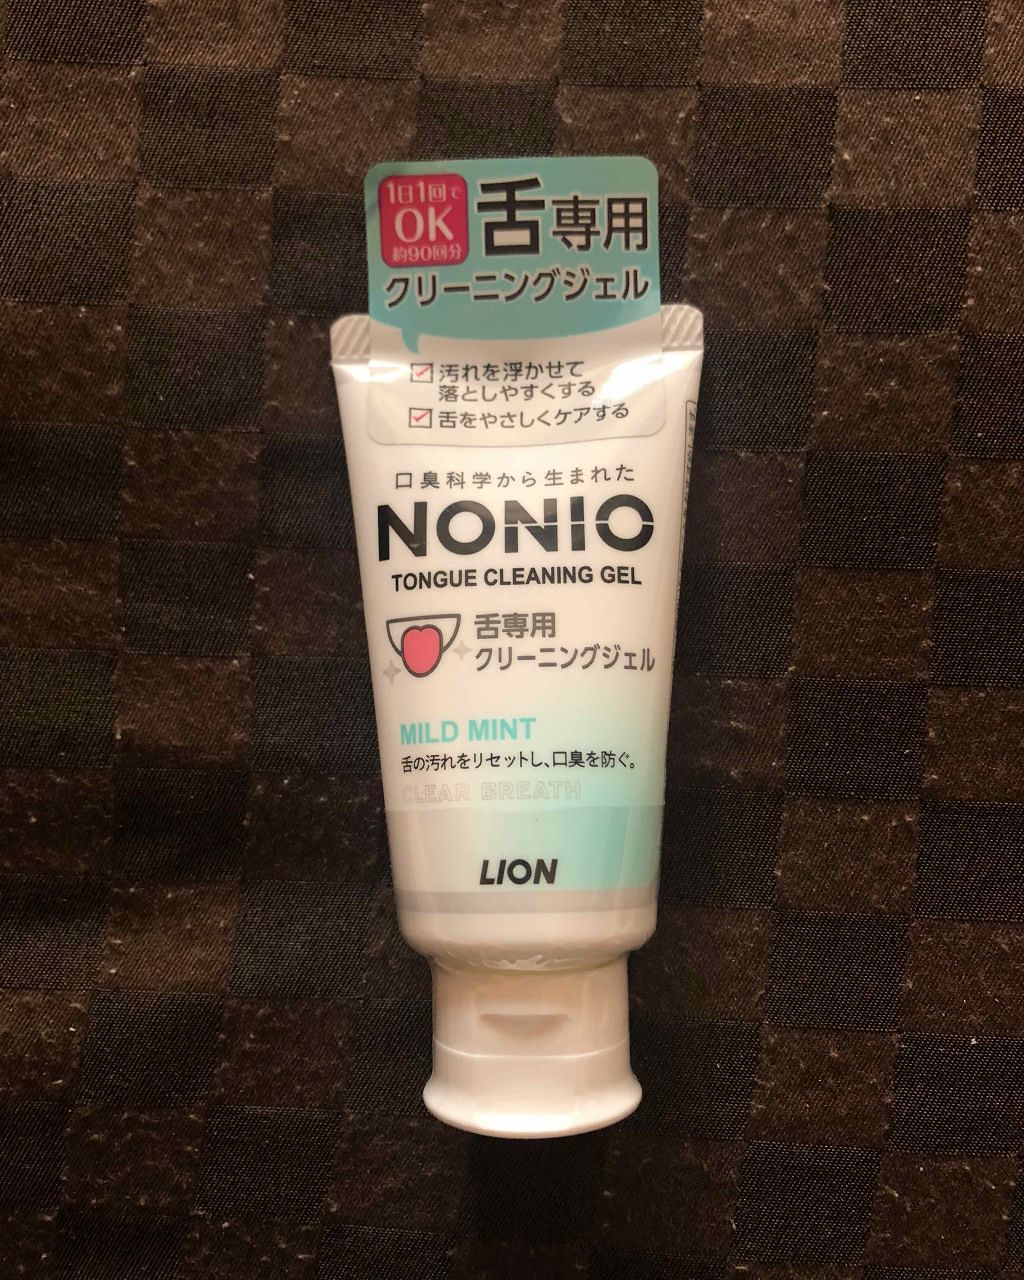 1日1回で
OK
約90回分
舌専用
クリーニングジェル
汚れを浮かせて
落としやすくする
舌をやさしくケアする
口臭科学から生まれた
NONIO
TONGUE CLEANING GEL
舌専用
クリーニングジェル
MILD MINT
舌の汚れをリセットし、口臭を防ぐ。
CLEAR BREATH
LION